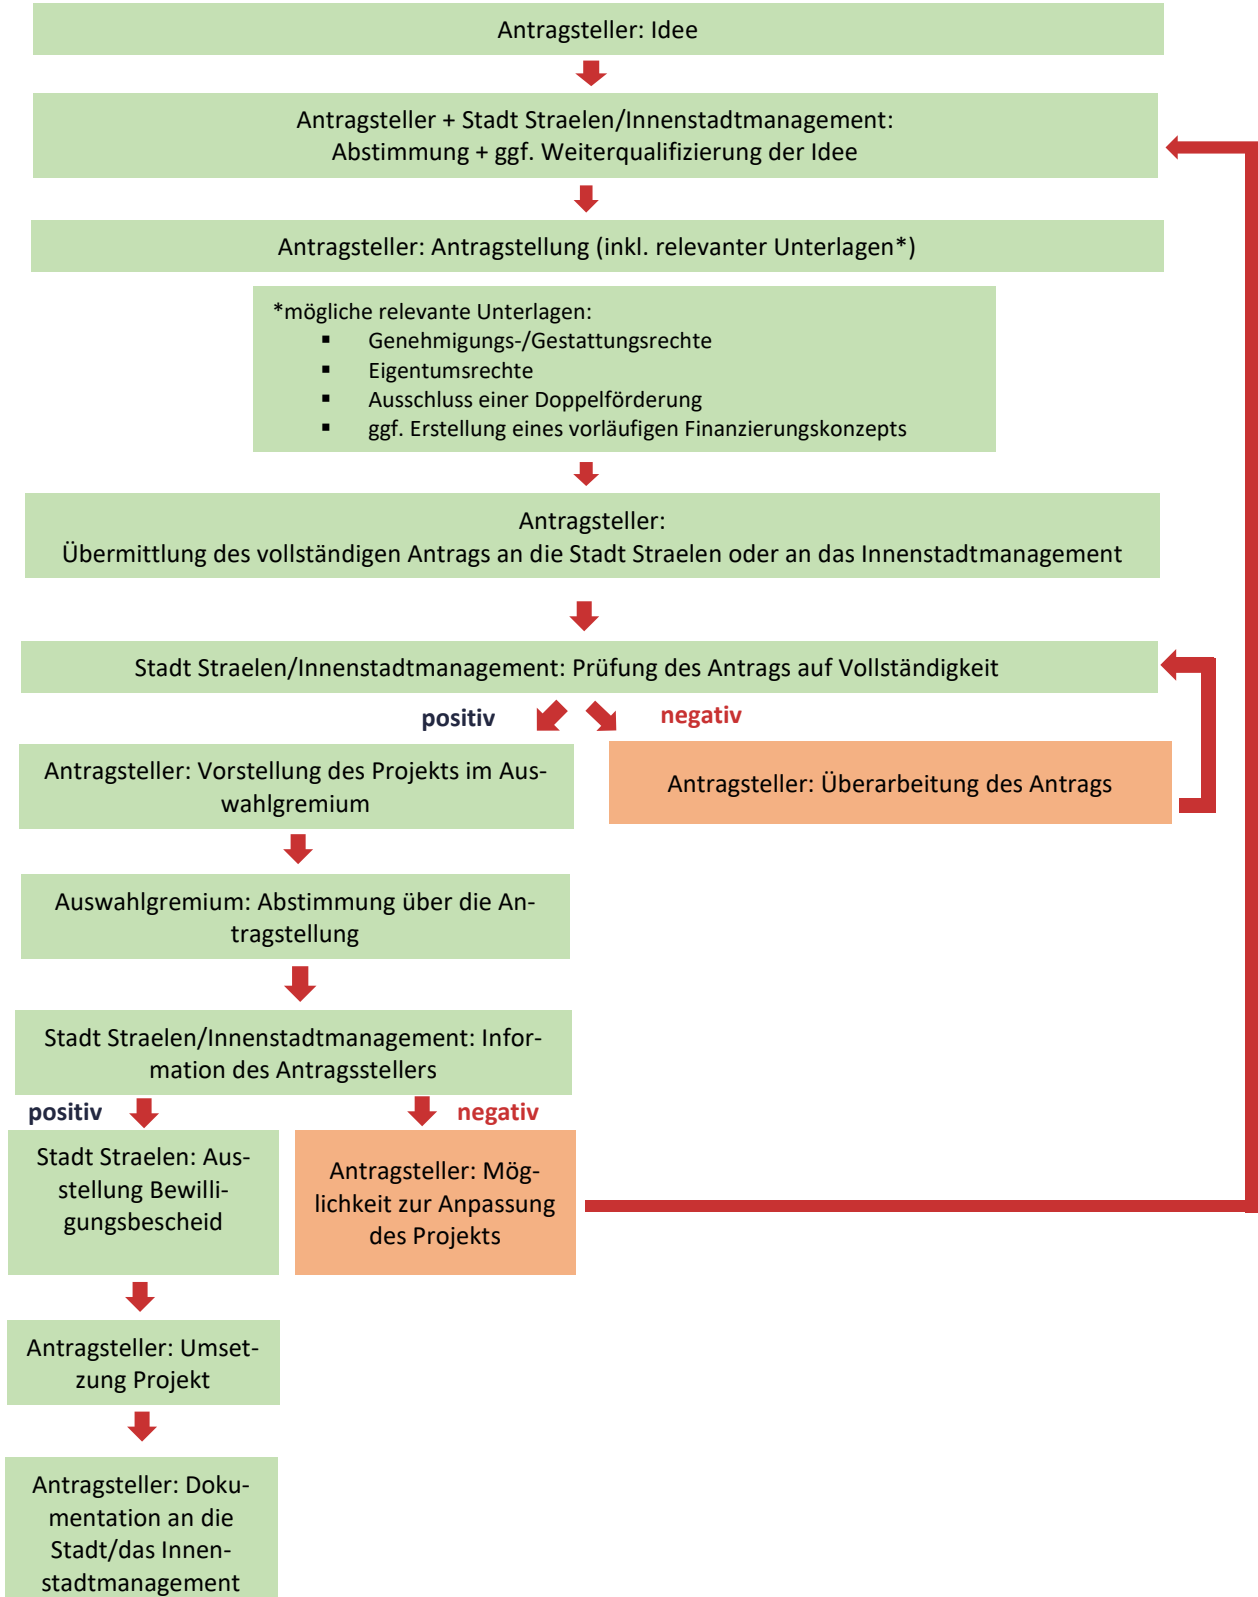 Antragsteller: Idee
Antragsteller + Stadt Straelen/Innenstadtmanagement:
Abstimmung + ggf. Weiterqualifizierung der Idee
Antragsteller: Antragstellung (inkl. relevanter Unterlagen*)
*mögliche relevante Unterlagen:
▪ Genehmigungs-/Gestattungsrechte
▪ Eigentumsrechte
▪ Ausschluss einer Doppelförderung
▪ ggf. Erstellung eines vorläufigen Finanzierungskonzepts
Antragsteller:
Übermittlung des vollständigen Antrags an die Stadt Straelen oder an das Innenstadtmanagement
Stadt Straelen/Innenstadtmanagement: Prüfung des Antrags auf Vollständigkeit
positiv
negativ
Antragsteller: Vorstellung des Projekts im Aus-
wahlgremium
Antragsteller: Überarbeitung des Antrags
Auswahlgremium: Abstimmung über die An-
tragstellung
Stadt Straelen/Innenstadtmanagement: Infor-
mation des Antragsstellers
positiv
negativ
Stadt Straelen: Aus-
stellung Bewilli-
gungsbescheid
Antragsteller: Mög-
lichkeit zur Anpassung
des Projekts
Antragsteller: Umset-
zung Projekt
Antragsteller: Doku-
mentation an die
Stadt/das Innen-
stadtmanagement